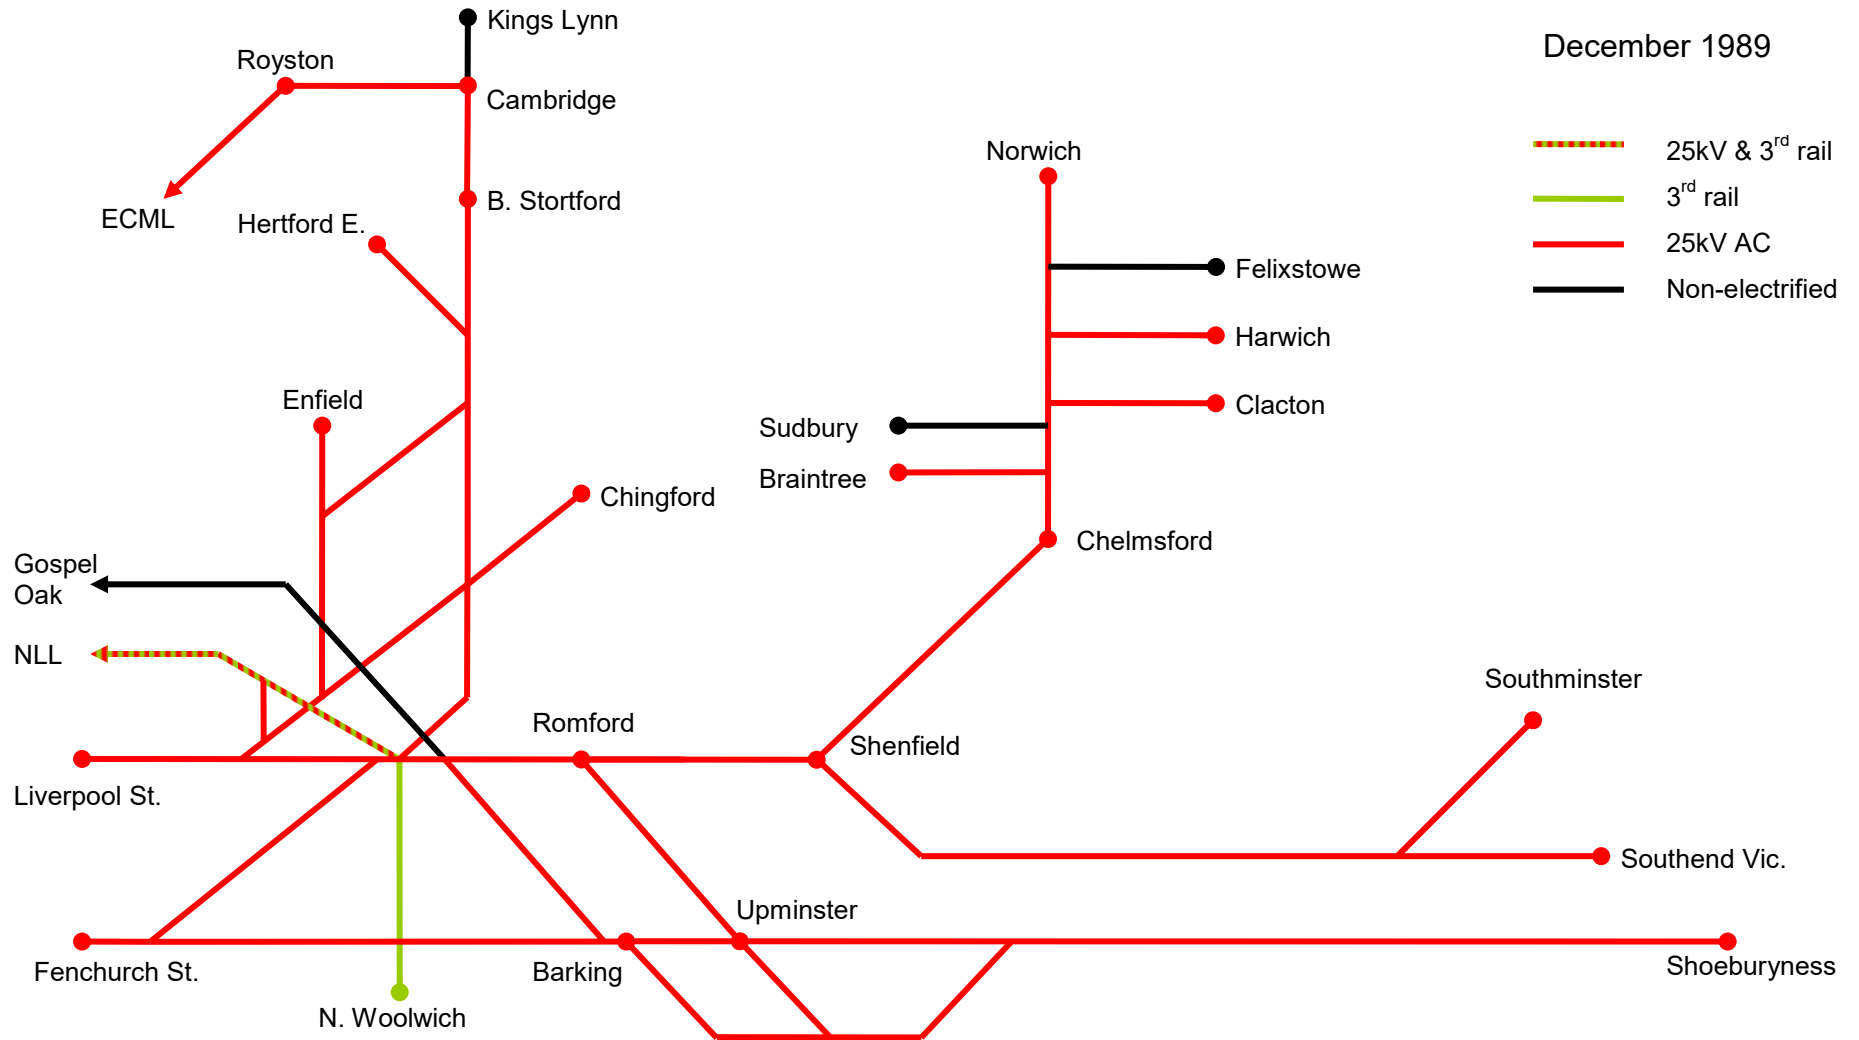 Kings Lynn
December 1989
Royston
Cambridge
25kV & 3rd rail
Norwich
3rd rail
B. Stortford
ECML
Hertford E.
25kV AC
Felixstowe
Non-electrified
Harwich
Enfield
Clacton
Sudbury
Braintree
Chingford
Chelmsford
Gospel
Oak
NLL
Southminster
Romford
Shenfield
Liverpool St.
Southend Vic.
Upminster
Fenchurch St.
Barking
Shoeburyness
N. Woolwich